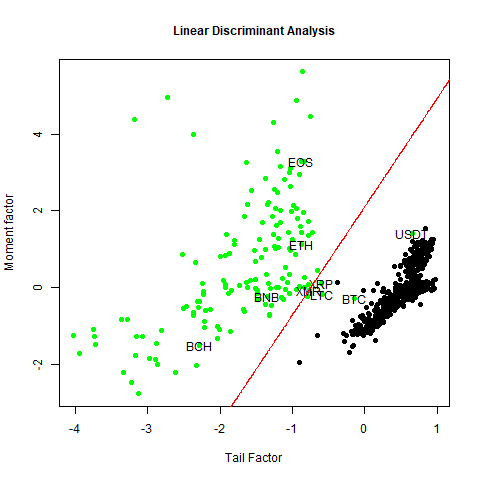 Linear Discriminant Analysis
Moment factor
4
2
0
-2
EOS
USDT
ETH
XRP
XMR
LTC
BNB
BTC
BCH
-4
-3
-2
-1
0
1
Tail Factor